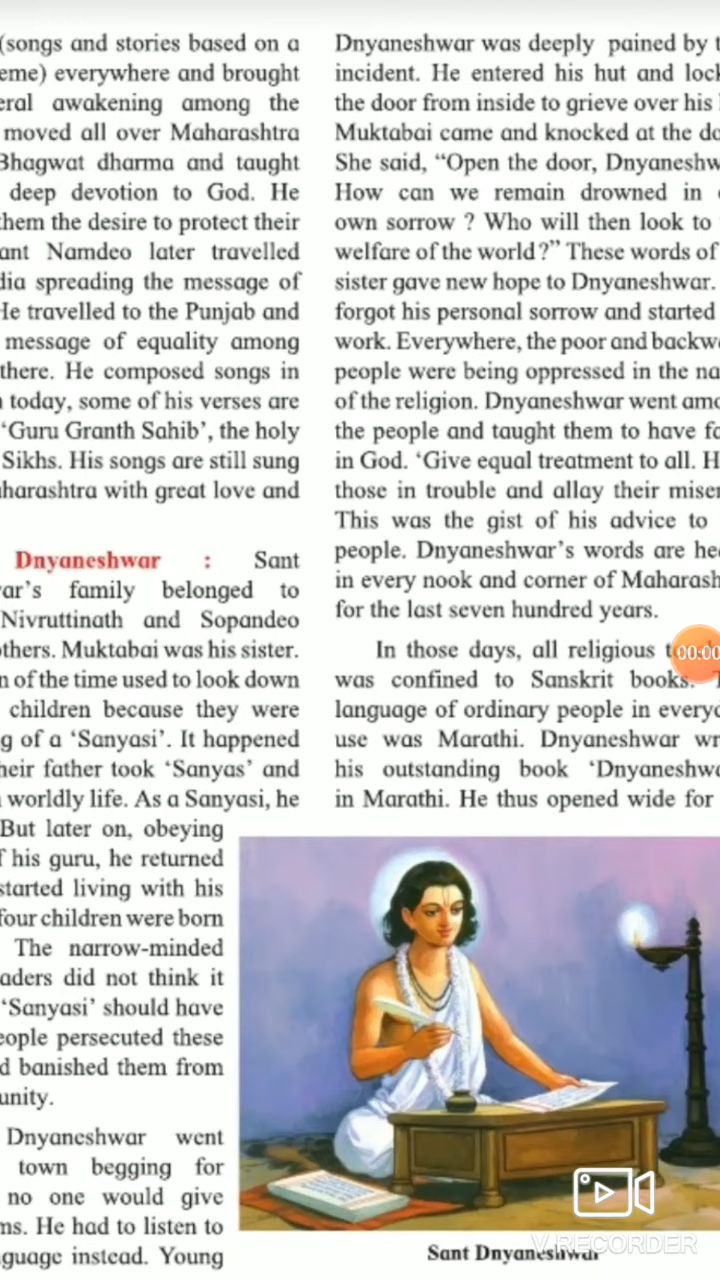 (songs and stories based on a
eme) everywhere and brought
eral awakening among the
moved all over Maharashtra
Bhagwat dharma and taught
deep devotion to God. He
them the desire to protect their
ant Namdeo later travelled
dia spreading the message of
He travelled to the Punjab and
message of equality among
there. He composed songs in
today, some of his verses are
‘Guru Granth Sahib’, the holy
Sikhs. His songs are still sung
aharashtra with great love and
Dnyaneshwar : Sant
ar’s family belonged to
Nivruttinath and Sopandeo
others. Muktabai was his sister.
n of the time used to look down
children because they were
g of a ‘Sanyasi’. It happened
heir father took ‘Sanyas’ and
worldly life. As a Sanyasi, he
But later on, obeying
f his guru, he returned
started living with his
four children were born
The narrow-minded
aders did not think it
‘Sanyasi’ should have
eople persecuted these
d banished them from
unity.
Dnyaneshwar went
town begging for
no one would give
ms. He had to listen to
nguage instead. Young
Dnyaneshwar was deeply pained by t
incident. He entered his hut and lock
the door from inside to grieve over his
Muktabai came and knocked at the do
She said, “Open the door, Dnyaneshw
How can we remain drowned in
own sorrow ? Who will then look to
welfare of the world?” These words of
sister gave new hope to Dnyaneshwar.
forgot his personal sorrow and started
work. Everywhere, the poor and backwa
people were being oppressed in the na
of the religion. Dnyaneshwar went amo
the people and taught them to have fa
in God. ‘Give equal treatment to all. H
those in trouble and allay their miser
This was the gist of his advice to
people. Dnyaneshwar’s words are hea
in every nook and corner of Maharash
for the last seven hundred years.
In those days, all religious t
was confined to Sanskrit books. T
language of ordinary people in everyd
use was Marathi. Dnyaneshwar wr
his outstanding book ‘Dnyaneshwa
in Marathi. He thus opened wide for
00:00
V RECORDER
Sant Dnyaneshwar